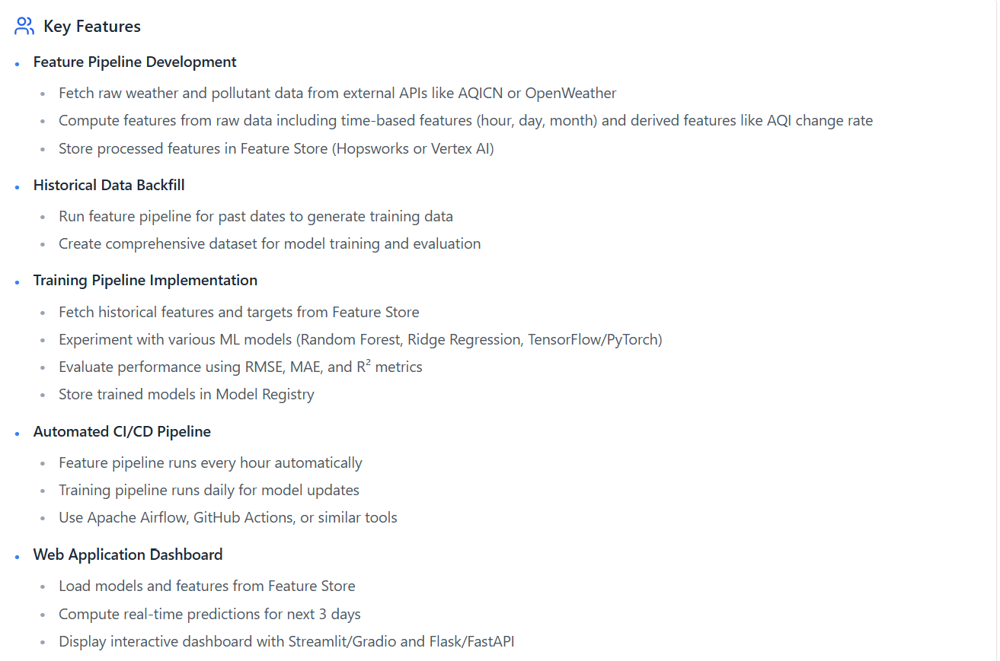 Key Features
Feature Pipeline Development
Fetch raw weather and pollutant data from external APIs like AQICN or OpenWeather
Compute features from raw data including time-based features (hour, day, month) and derived features like AQI change rate
Store processed features in Feature Store (Hopsworks or Vertex AI)
Historical Data Backfill
Run feature pipeline for past dates to generate training data
Create comprehensive dataset for model training and evaluation
Training Pipeline Implementation
Fetch historical features and targets from Feature Store
Experiment with various ML models (Random Forest, Ridge Regression, TensorFlow/PyTorch)
Evaluate performance using RMSE, MAE, and R² metrics
Store trained models in Model Registry
Automated CI/CD Pipeline
Feature pipeline runs every hour automatically
Training pipeline runs daily for model updates
Use Apache Airflow, GitHub Actions, or similar tools
Web Application Dashboard
Load models and features from Feature Store
Compute real-time predictions for next 3 days
Display interactive dashboard with Streamlit/Gradio and Flask/FastAPI